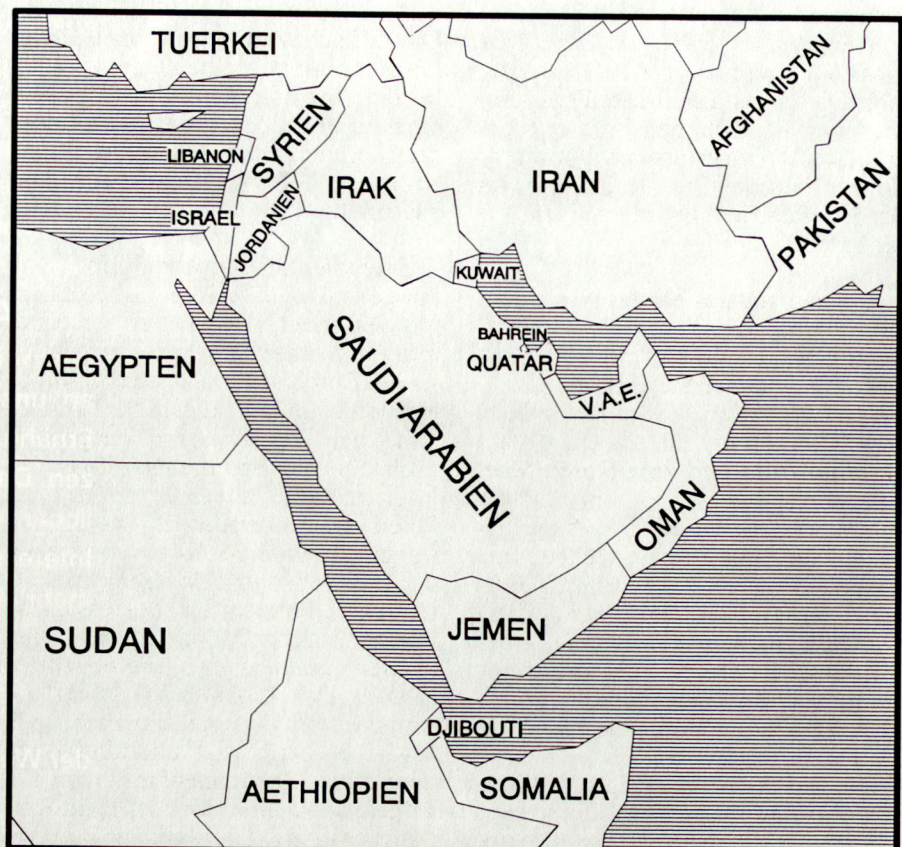 TUERKEI
AFGHANISTAN
LIBANON
SYRIEN
IRAK
IRAN
PAKISTAN
ISRAEL
JORDANIEN
KUWAIT
BAHREIN
QUATAR
AEGYPTEN
SAUDI-ARABIEN
V.A.E.
OMAN
SUDAN
JEMEN
DJIBOUTI
AETHIOPIEN
SOMALIA